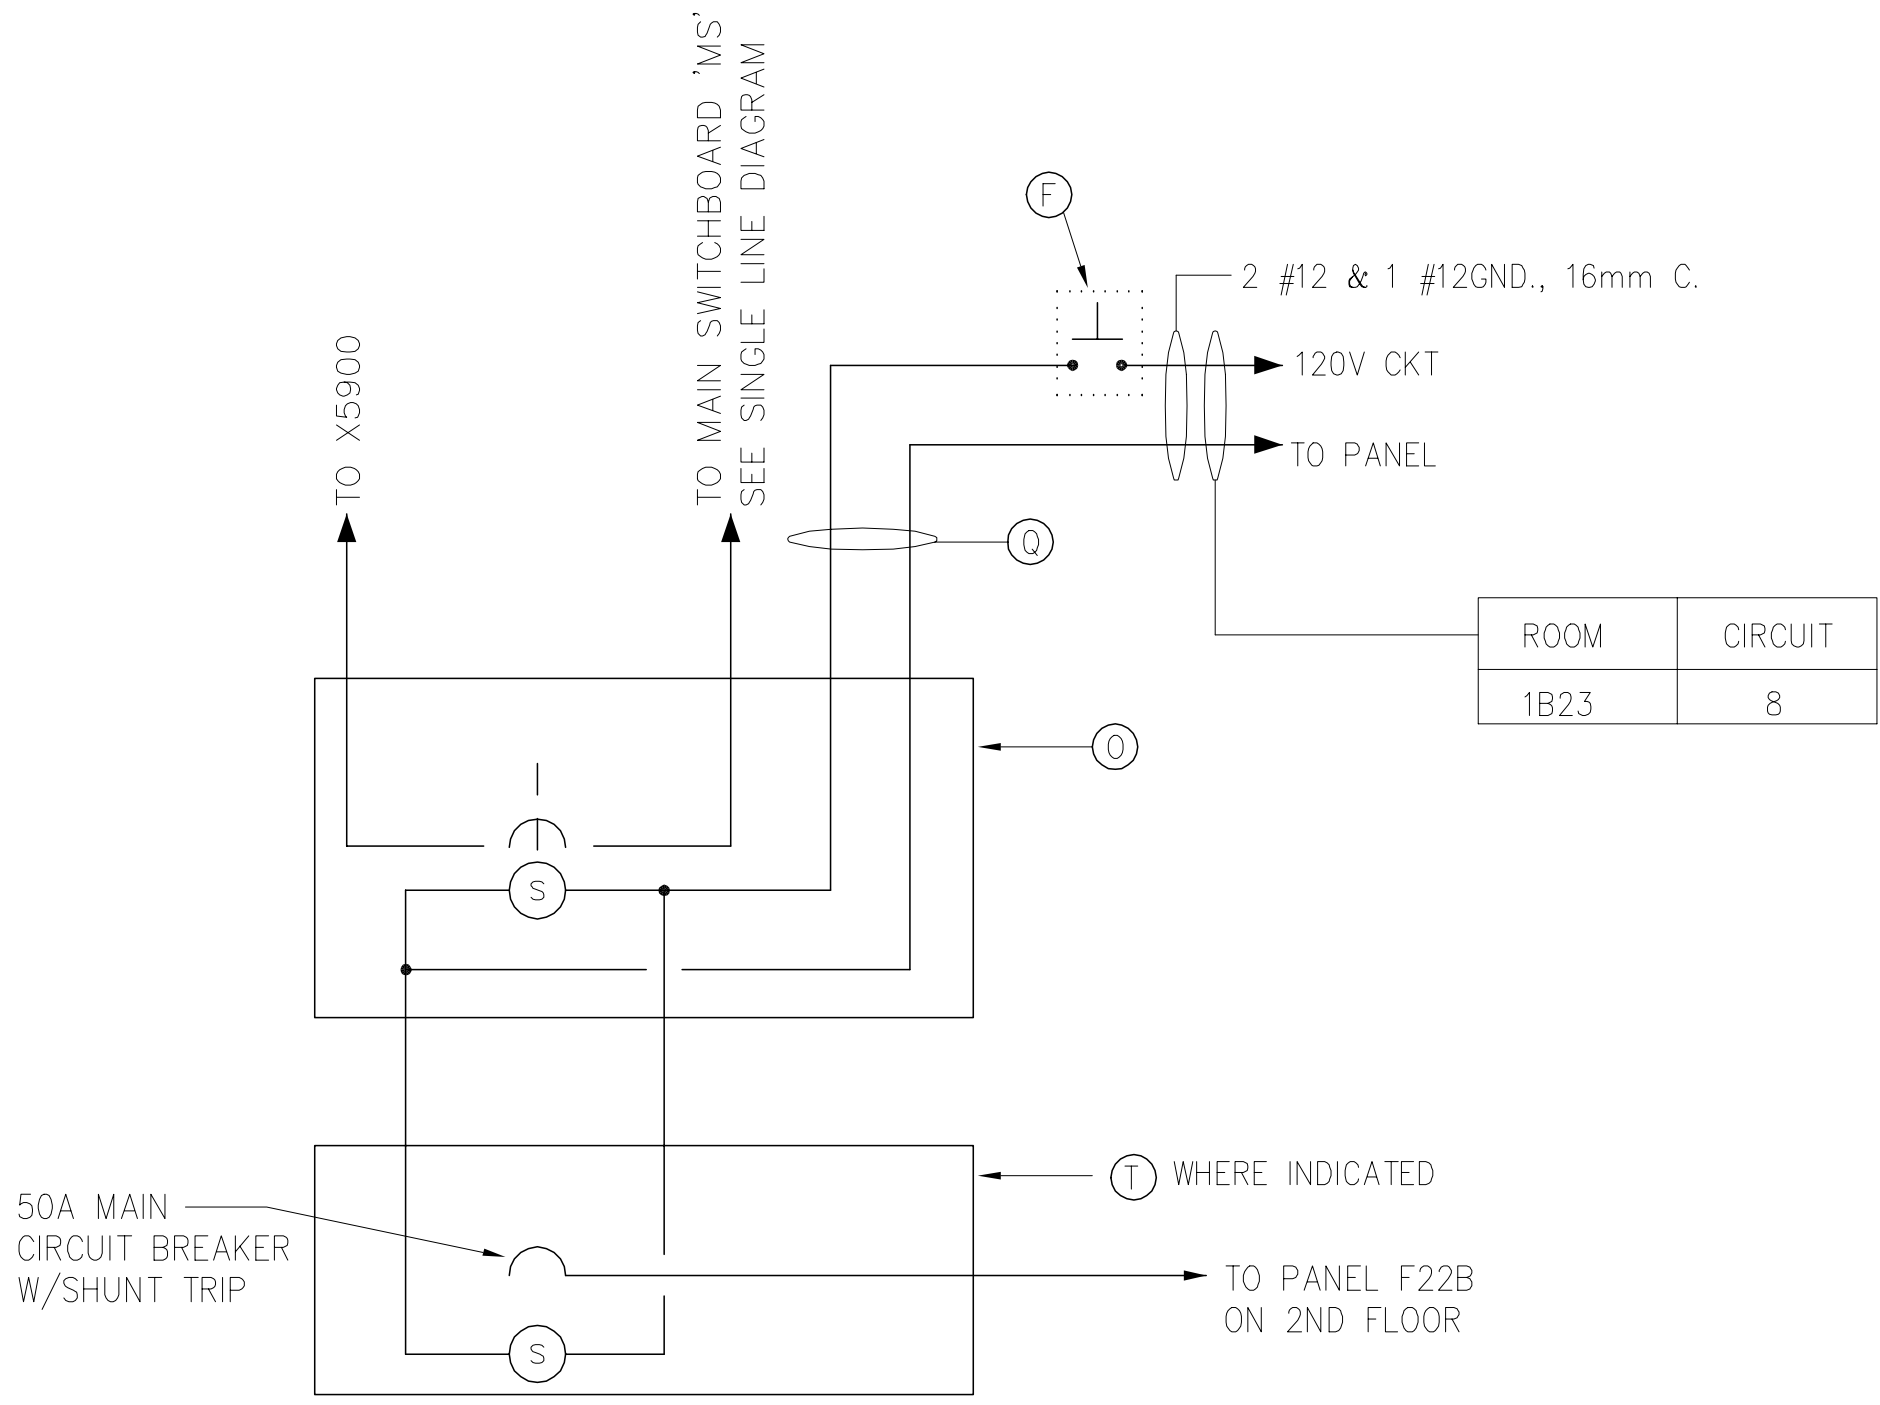 TO X5900
TO MAIN SWITCHBOARD 'MS'
SEE SINGLE LINE DIAGRAM
F
2 #12 & 1 #12GND., 16mm C.
120V CKT
TO PANEL
Q
ROOM CIRCUIT
1B23 8
O
S
T WHERE INDICATED
50A MAIN
CIRCUIT BREAKER
W/SHUNT TRIP
TO PANEL F22B
ON 2ND FLOOR
S